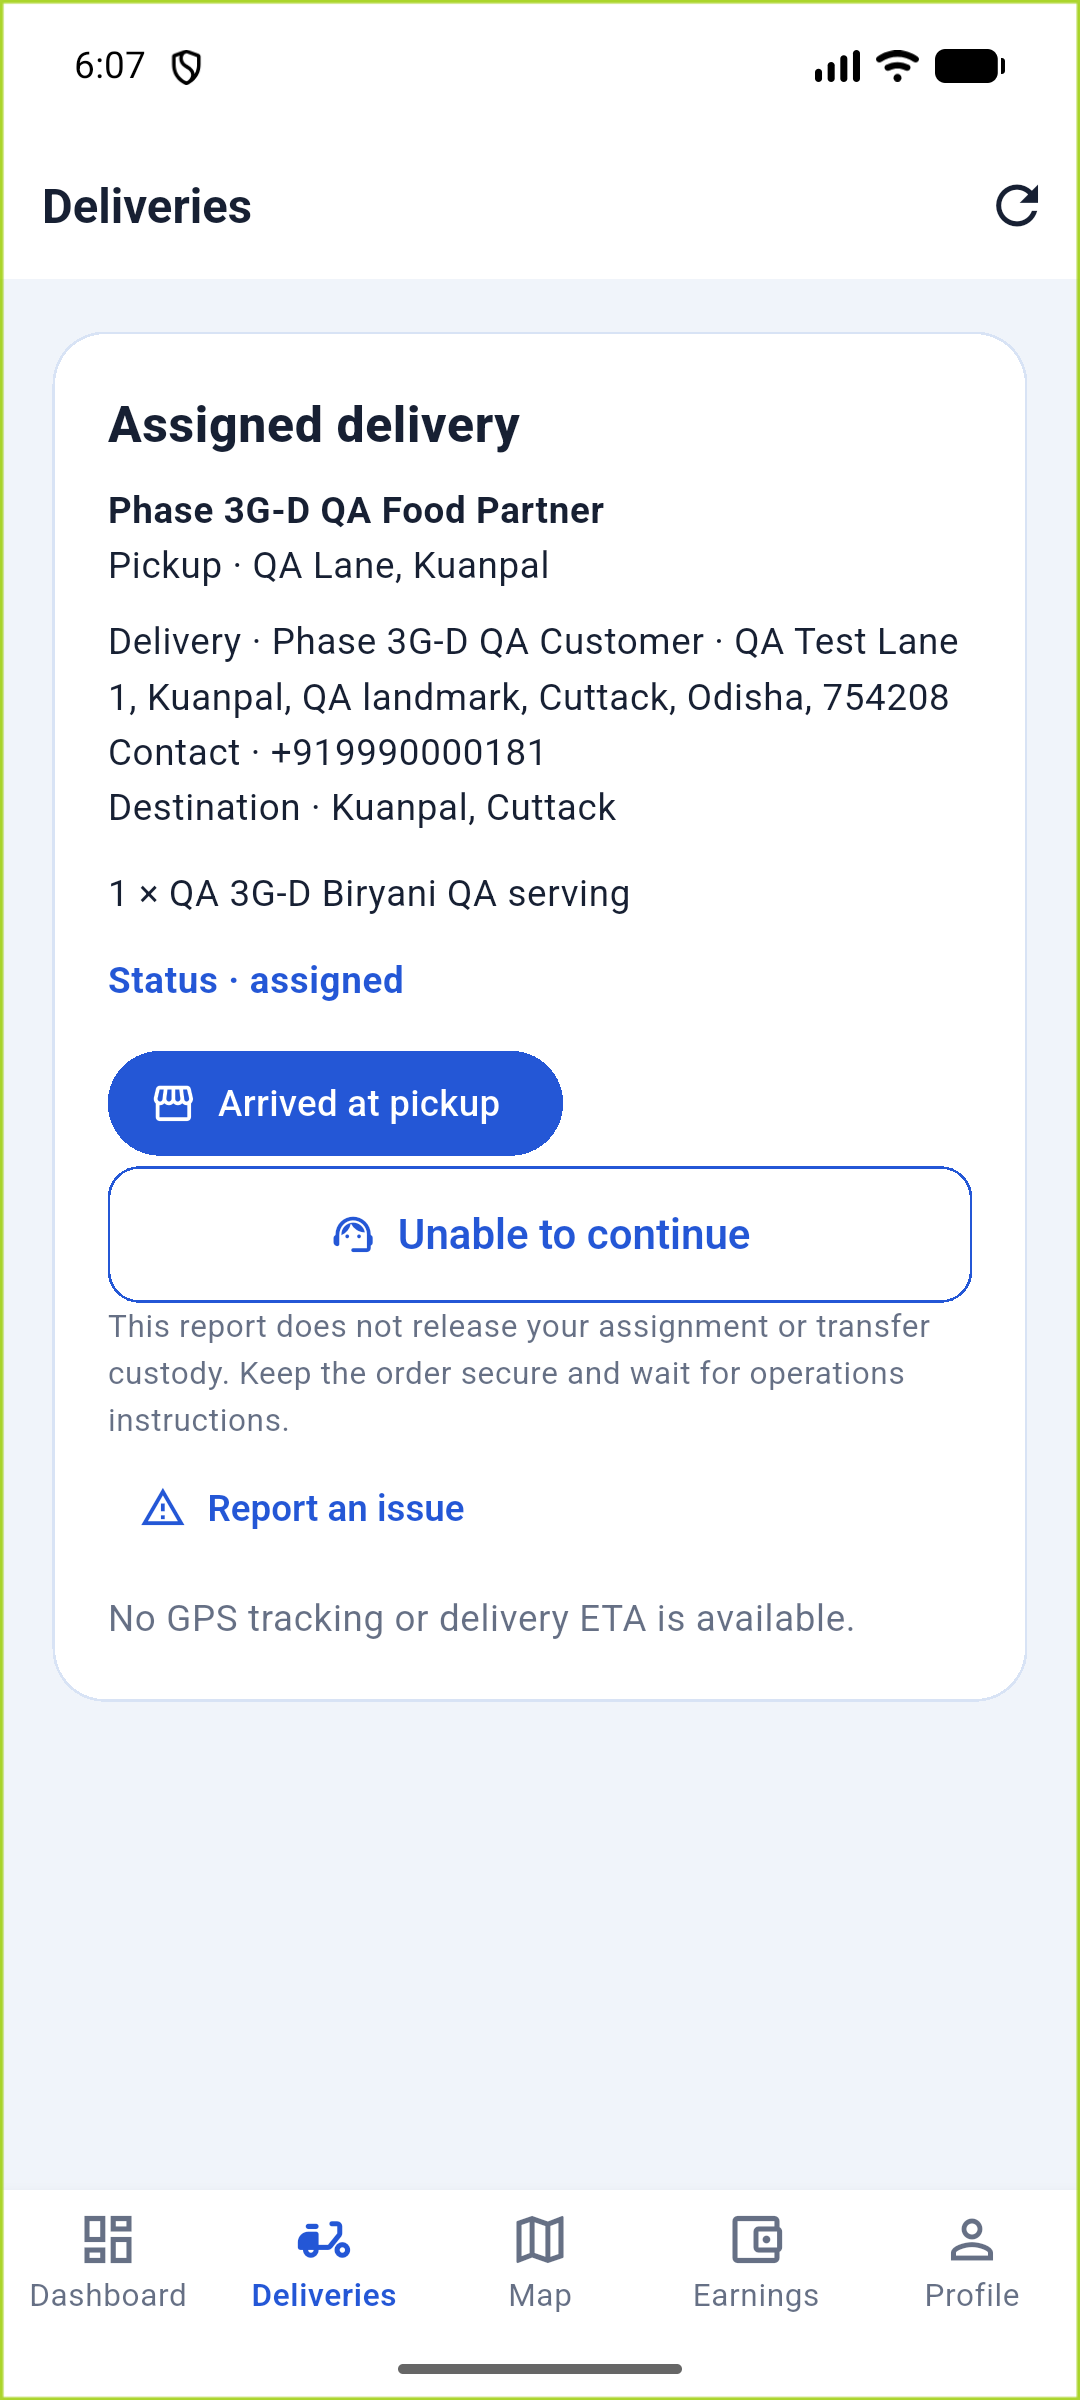 6:07
Deliveries
Assigned delivery
Phase 3G-D QA Food Partner
Pickup · QA Lane, Kuanpal
Delivery · Phase 3G-D QA Customer · QA Test Lane
1, Kuanpal, QA landmark, Cuttack, Odisha, 754208
Contact · +919990000181
Destination · Kuanpal, Cuttack
1 × QA 3G-D Biryani QA serving
Status · assigned
Arrived at pickup
Unable to continue
This report does not release your assignment or transfer
custody. Keep the order secure and wait for operations
instructions.
Report an issue
No GPS tracking or delivery ETA is available.
Dashboard Deliveries Map Earnings Profile